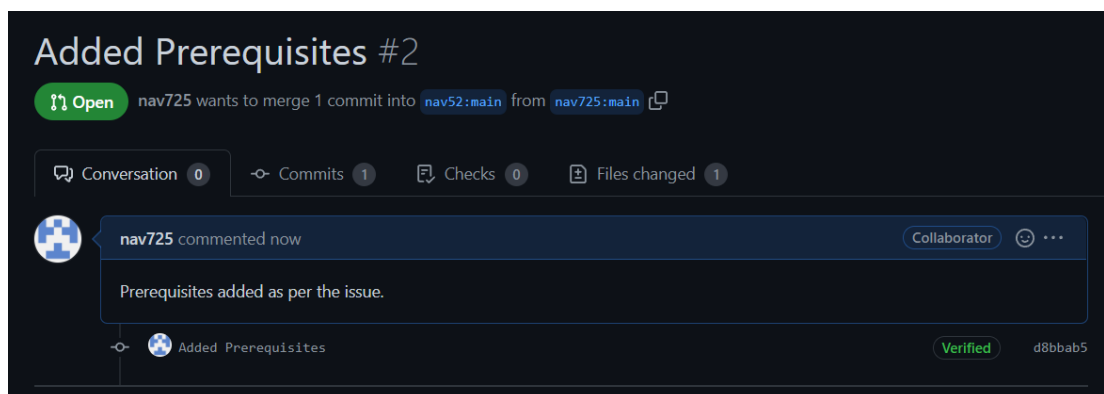 Added Prerequisites #2
Open nav725 wants to merge 1 commit into nav52:main from nav725:main
Conversation 0 Commits 1 Checks 0 Files changed 1
nav725 commented now Collaborator
Prerequisites added as per the issue.
Added Prerequisites Verified d8bbab5